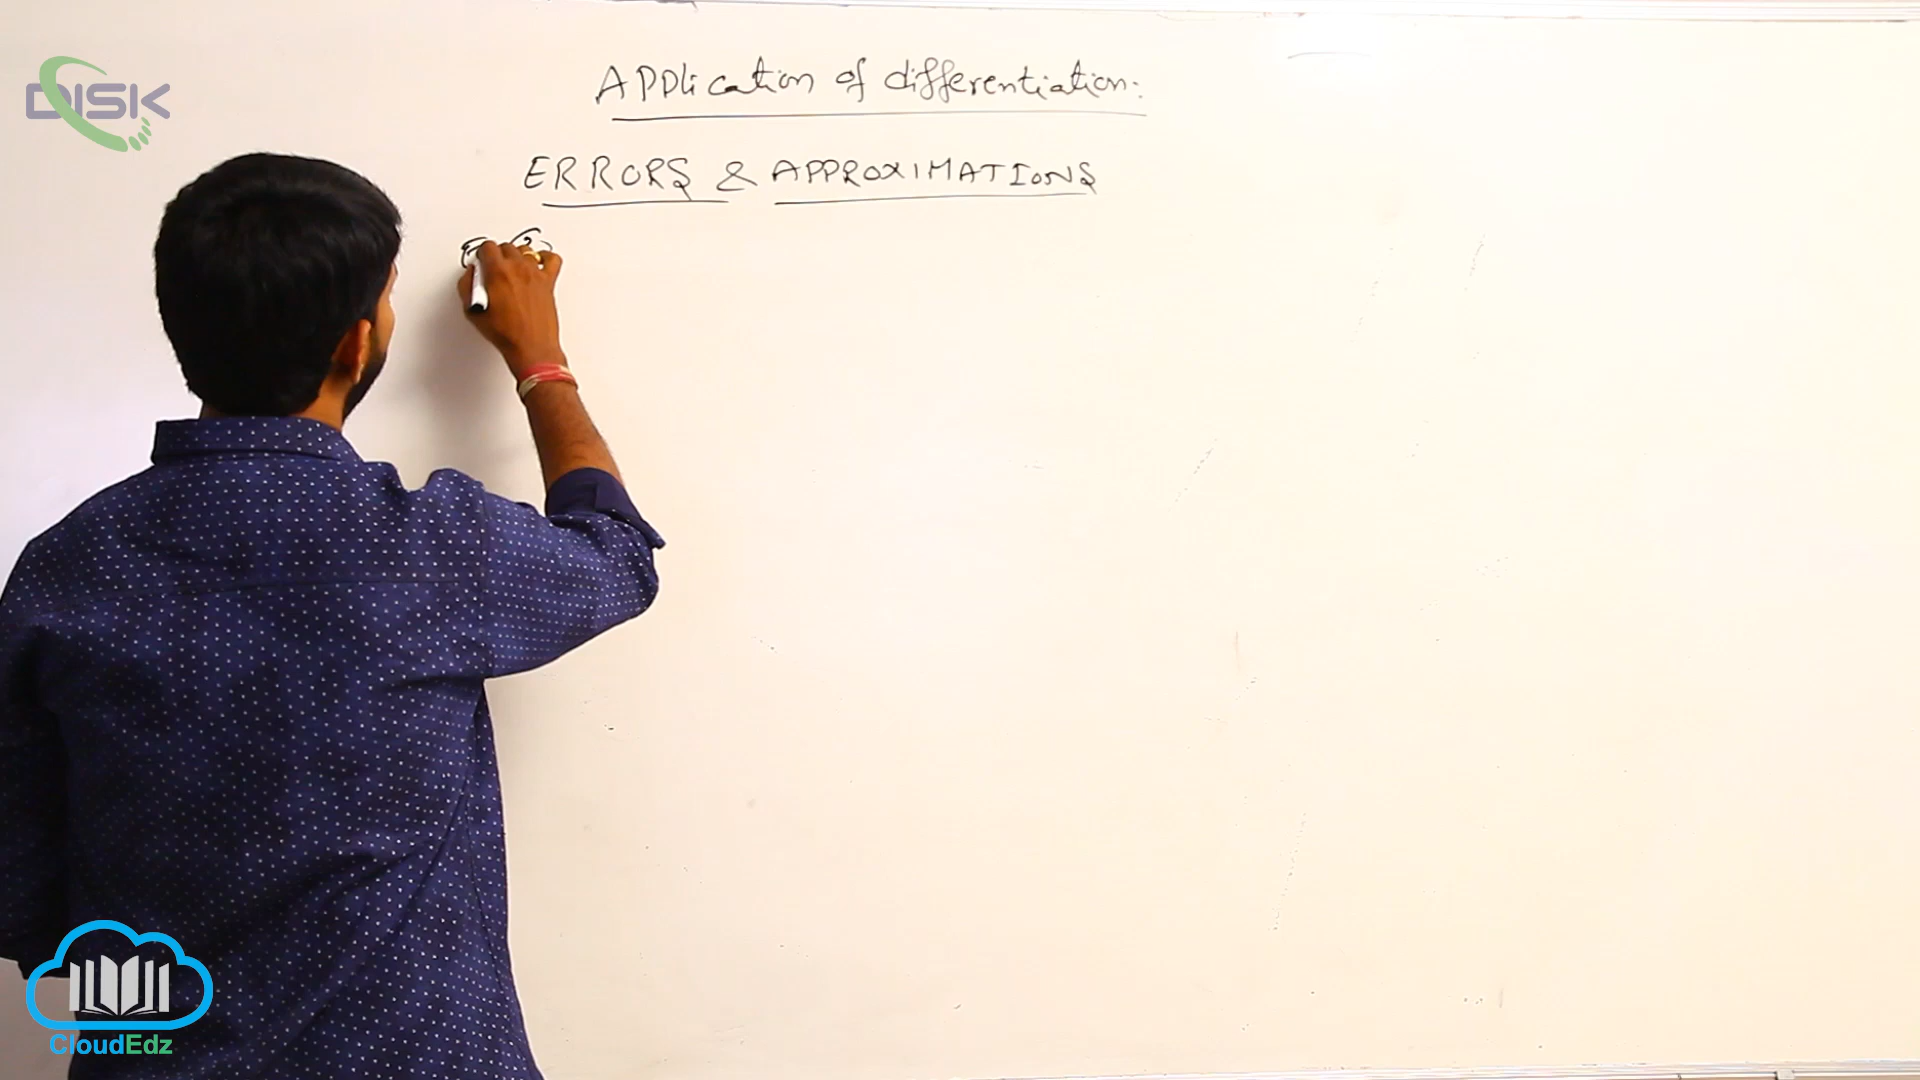 DISK
Application of differentiation:
ERRORS & APPROXIMATIONS
CloudEdz